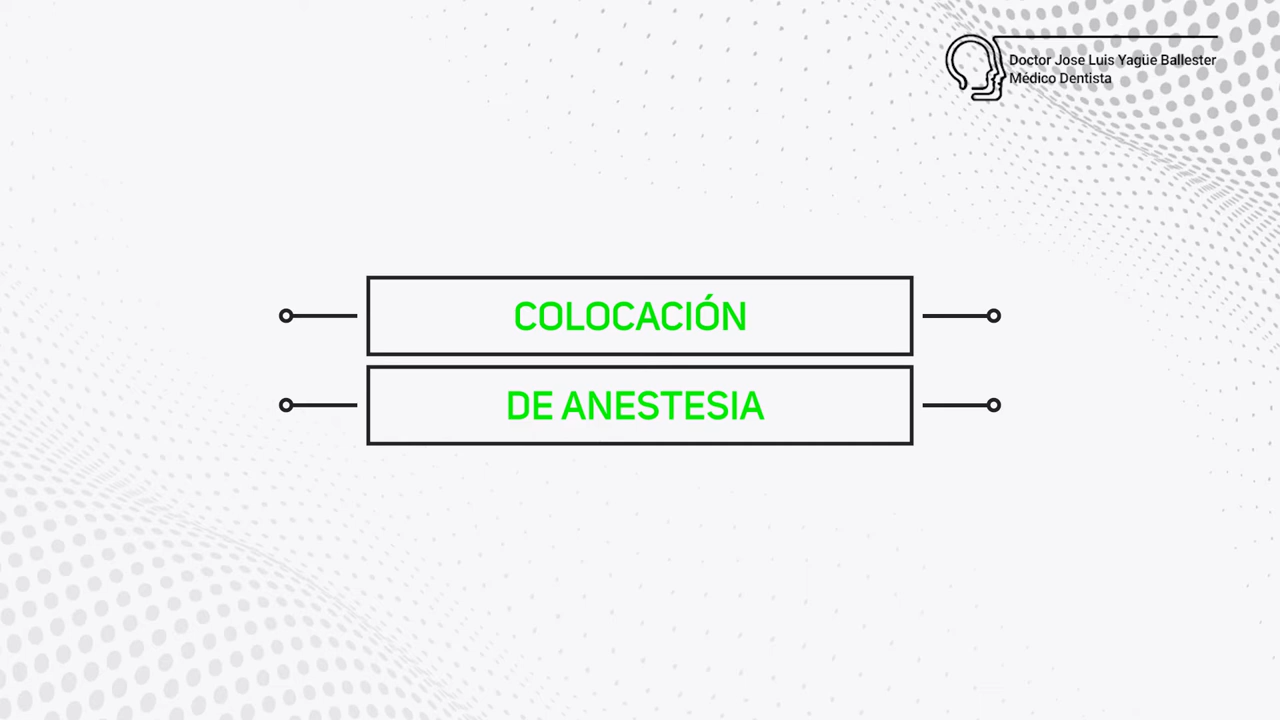 Doctor Jose Luis Yagüe Ballester
Médico Dentista
COLOCACIÓN
DE ANESTESIA